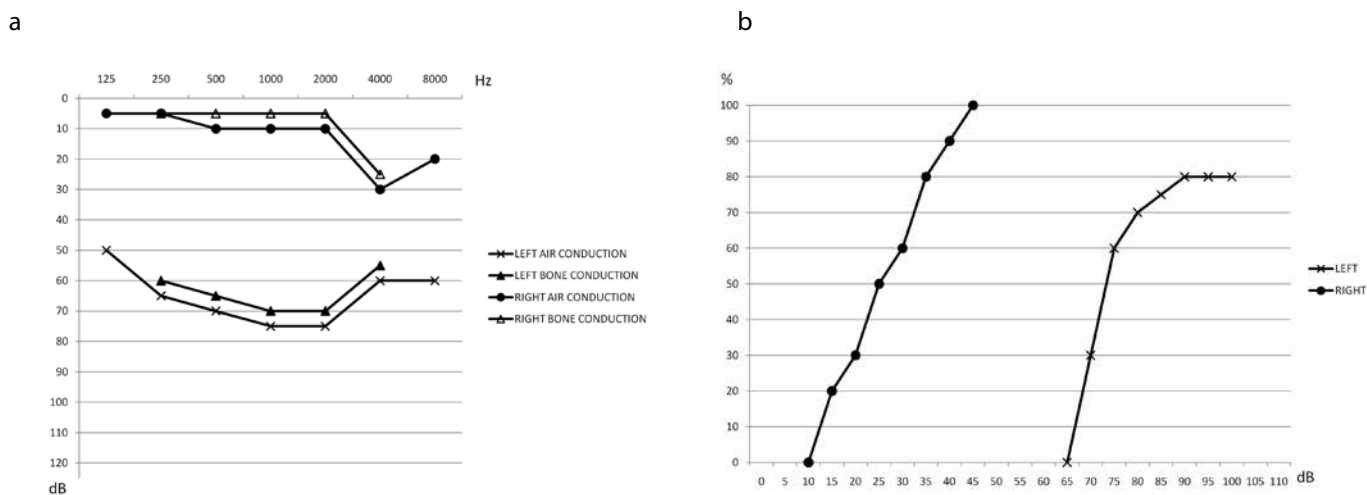 a
125 250 500 1000 2000 4000 8000 Hz
0
10
20
30
40
50
60
70
80
90
100
110
120
dB
LEFT AIR CONDUCTION
LEFT BONE CONDUCTION
RIGHT AIR CONDUCTION
RIGHT BONE CONDUCTION
b
%
100
90
80
70
60
50
40
30
20
10
0
0 5 10 15 20 25 30 35 40 45 50 55 60 65 70 75 80 85 90 95 100 105 110 dB
LEFT
RIGHT